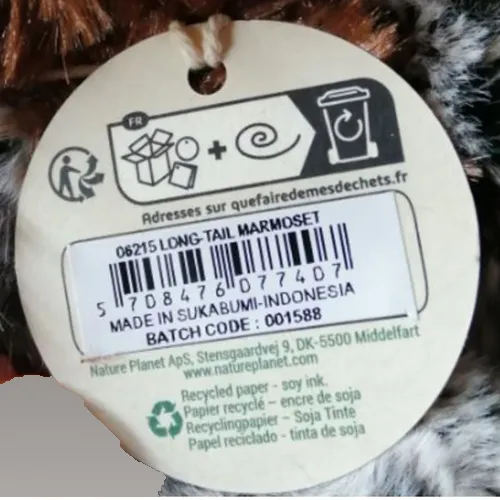 FR
+
Adresses sur quefairedemesdechets.fr
06215 LONG-TAIL MARMOSET
5 708476 077407
MADE IN SUKABUMI-INDONESIA
BATCH CODE : 001588
Nature Planet ApS, Stensgaardvej 9, DK-5500 Middelfart
www.natureplanet.com
Recycled paper - soy ink.
Papier recyclé – encre de soja
Recyclingpapier – Soja Tinte
Papel reciclado - tinta de soja